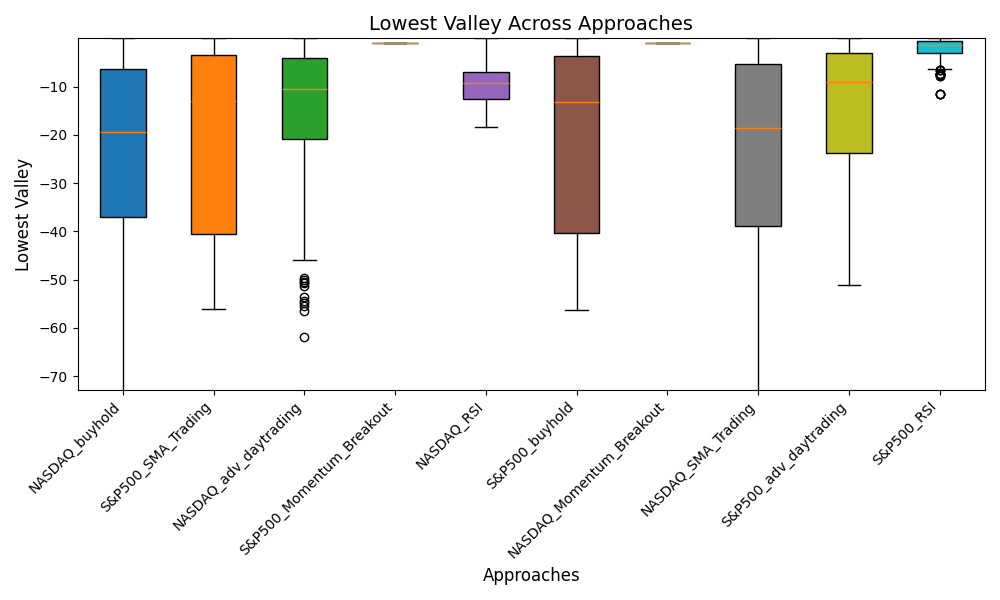 Lowest Valley Across Approaches
Lowest Valley
−10
−20
−30
−40
−50
−60
−70
NASDAQ_buyhold
S&P500_SMA_Trading
NASDAQ_adv_daytrading
S&P500_Momentum_Breakout
NASDAQ_RSI
S&P500_buyhold
NASDAQ_Momentum_Breakout
NASDAQ_SMA_Trading
S&P500_adv_daytrading
S&P500_RSI
Approaches